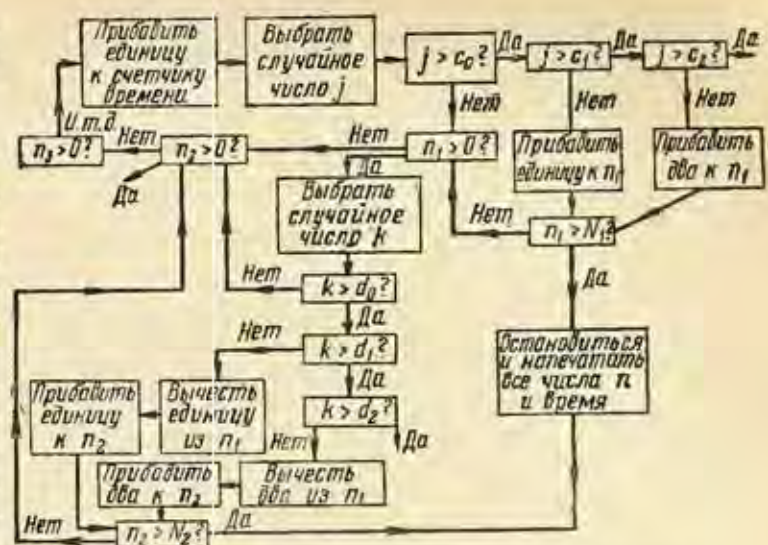 Прибавить
единицу
к счетчику
времени
Выбрать
случайное
число j
j > c₀?
Да
j > c₁?
Да
j > c₂?
Да
И.т.д.
Нет
Нет
Нет
n₃ > 0?
Нет
n₂ > 0?
Нет
n₁ > 0?
Прибавить
единицу к n₁
Прибавить
два к n₁
Да
Да
Выбрать
случайное
число k
Нет
n₁ > N₁?
Нет
k > d₀?
Да
Да
Нет
k > d₁?
Остановиться
и напечатать
все числа n
и время
Да
Прибавить
единицу
к n₂
Вычесть
единицу
из n₁
k > d₂?
Нет
Да
Прибавить
два к n₂
Вычесть
два из n₁
Нет
n₂ > N₂?
Да